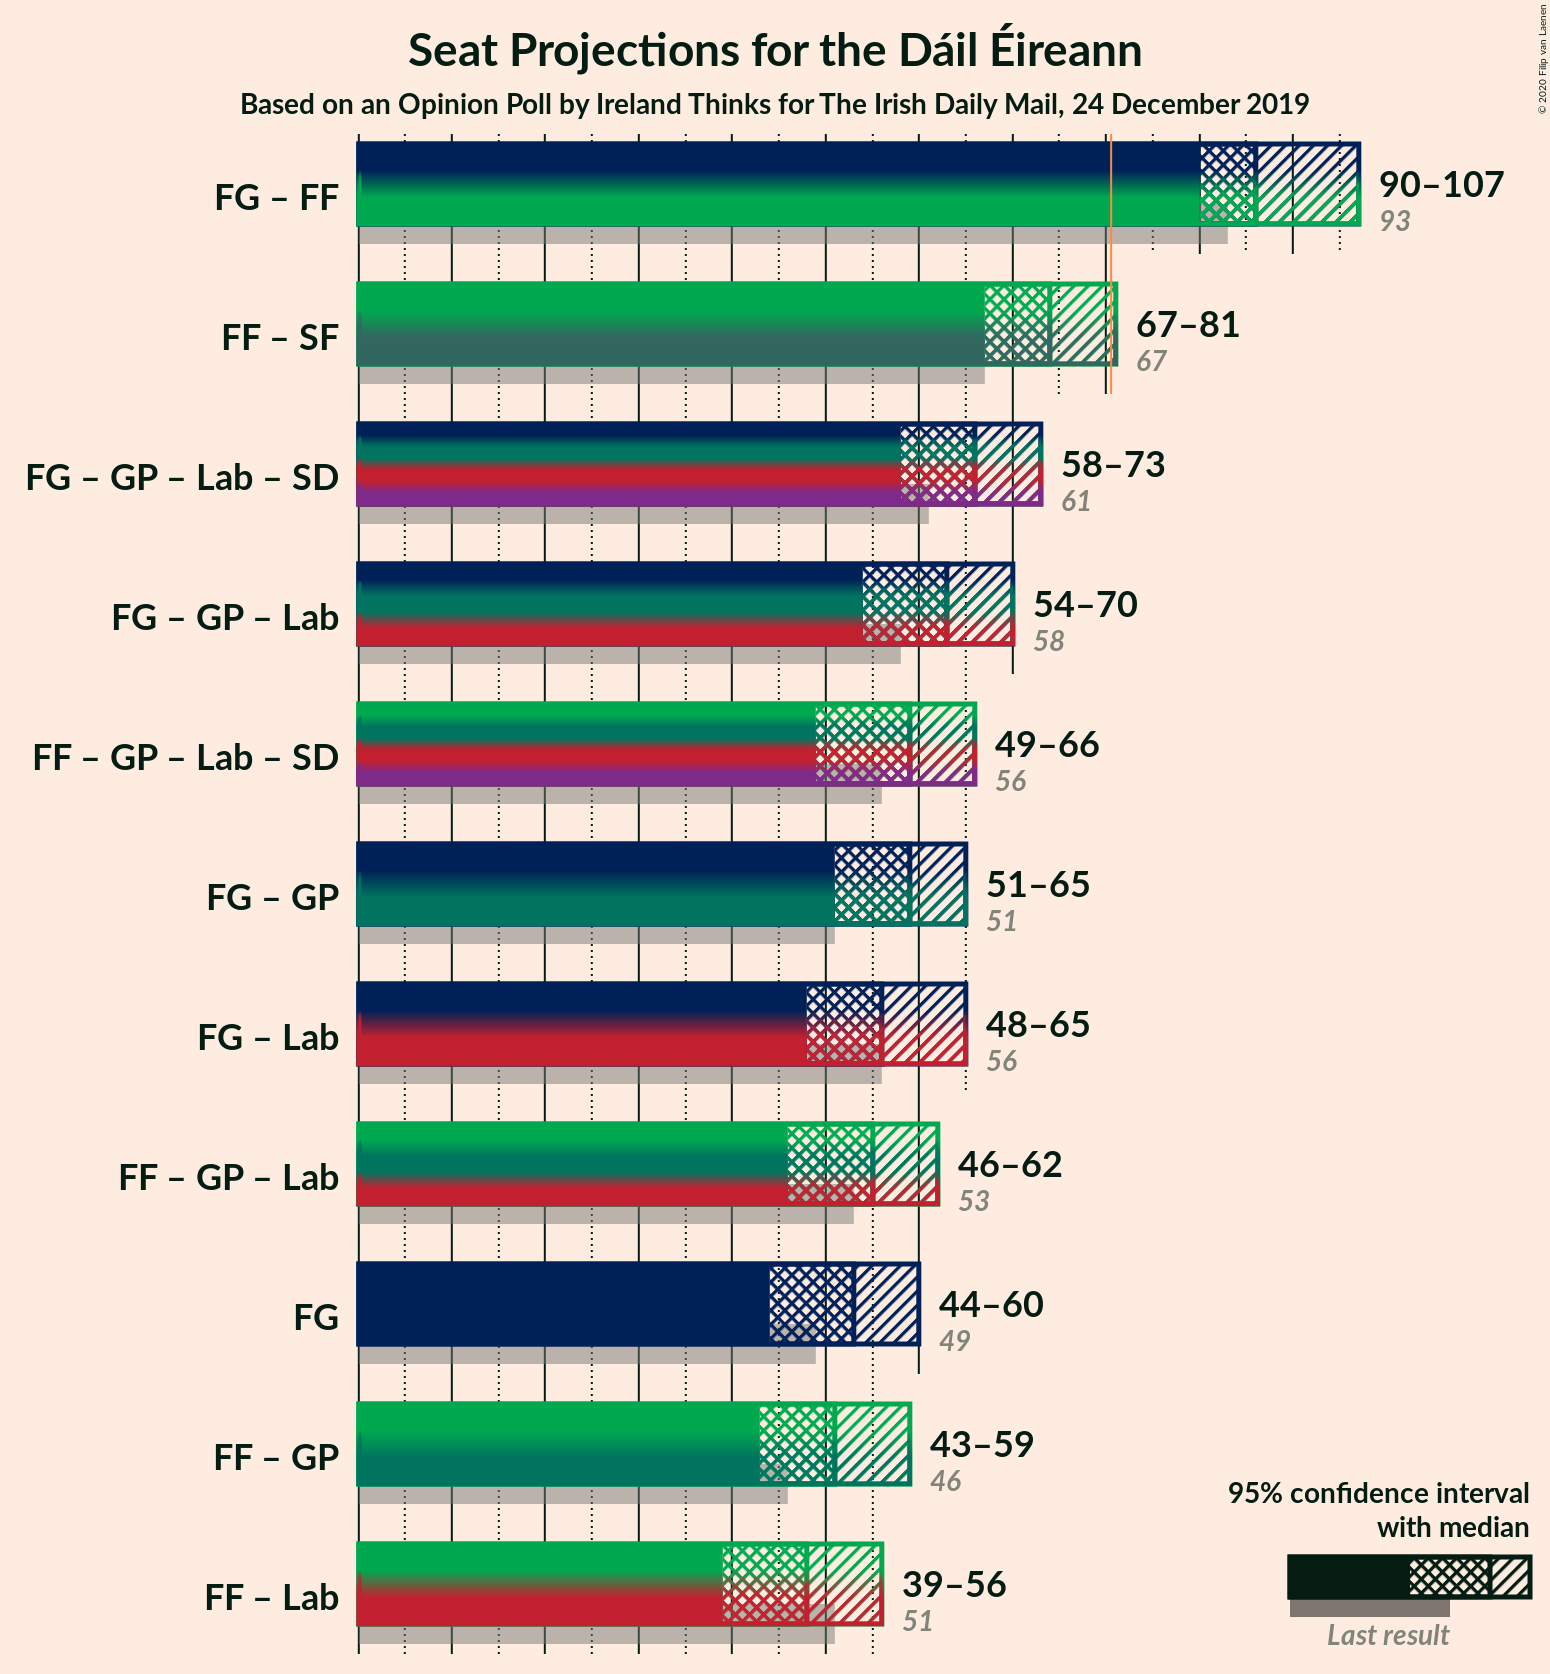 Seat Projections for the Dáil Éireann
Based on an Opinion Poll by Ireland Thinks for The Irish Daily Mail, 24 December 2019
© 2020 Filip van Laenen
FG – FF
90–107
93
FF – SF
67–81
67
FG – GP – Lab – SD
58–73
61
FG – GP – Lab
54–70
58
FF – GP – Lab – SD
49–66
56
FG – GP
51–65
51
FG – Lab
48–65
56
FF – GP – Lab
46–62
53
FG
44–60
49
FF – GP
43–59
46
FF – Lab
39–56
51
95% confidence interval
with median
Last result